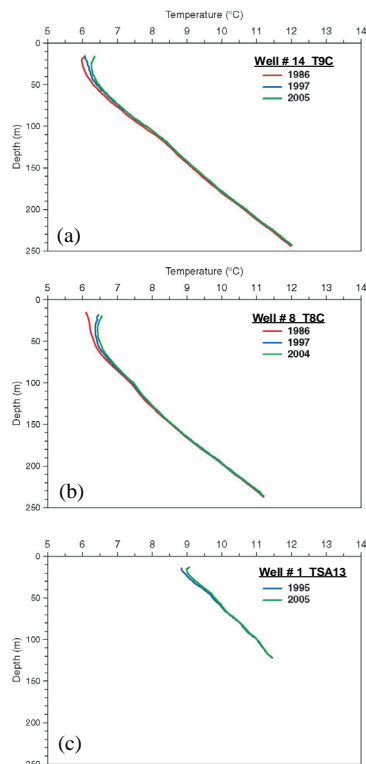 Temperature (°C)
5 6 7 8 9 10 11 12 13 14
0
50
100
150
200
250
Depth (m)
Well # 14 T9C
1986
1997
2005
(a)
Temperature (°C)
5 6 7 8 9 10 11 12 13 14
0
50
100
150
200
250
Depth (m)
Well # 8 T8C
1986
1997
2004
(b)
5 6 7 8 9 10 11 12 13 14
0
50
100
150
200
250
Depth (m)
Well # 1 TSA13
1995
2005
(c)